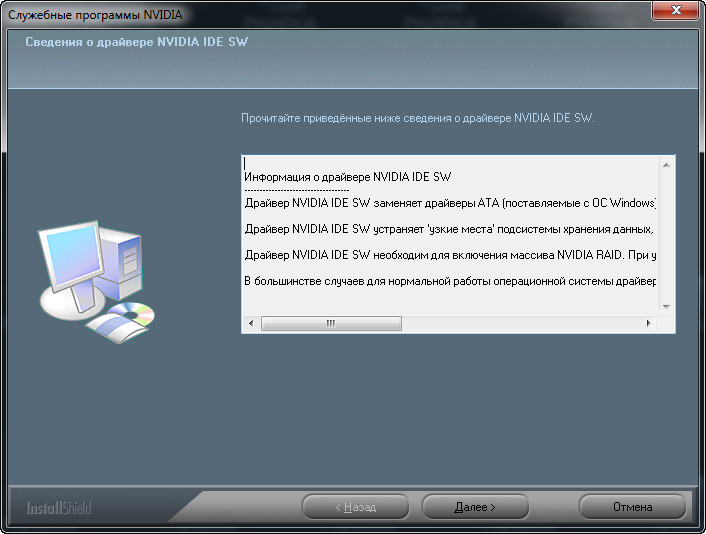 Служебные программы NVIDIA
Сведения о драйвере NVIDIA IDE SW
Прочитайте приведённые ниже сведения о драйвере NVIDIA IDE SW.
Информация о драйвере NVIDIA IDE SW
-----------------------------------
Драйвер NVIDIA IDE SW заменяет драйверы ATA (поставляемые с ОС Windows)
Драйвер NVIDIA IDE SW устраняет 'узкие места' подсистемы хранения данных,
Драйвер NVIDIA IDE SW необходим для включения массива NVIDIA RAID. При у
В большинстве случаев для нормальной работы операционной системы драйвер
InstallShield
< Назад
Далее >
Отмена